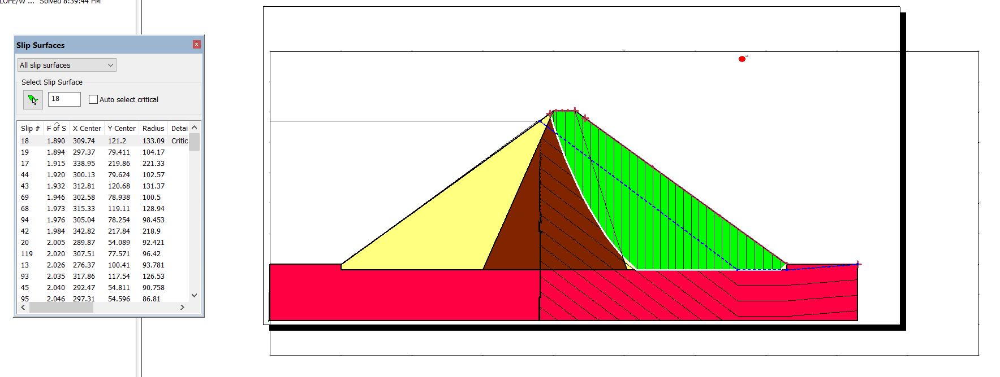 LOPE/W ... Solved 8:39:44 PM
Slip Surfaces
All slip surfaces
Select Slip Surface
18
Auto select critical
Slip # F of S X Center Y Center Radius Detai
18 1.890 309.74 121.2 133.09 Critic
19 1.894 297.37 79.411 104.17
17 1.915 338.95 219.86 221.33
44 1.920 300.13 79.624 102.57
43 1.932 312.81 120.68 131.37
69 1.946 302.58 78.938 100.5
68 1.973 315.33 119.11 128.94
94 1.976 305.04 78.254 98.453
42 1.984 342.82 217.84 218.9
20 2.005 289.87 54.089 92.421
119 2.020 307.51 77.571 96.42
13 2.026 276.37 100.41 93.781
93 2.035 317.86 117.54 126.53
45 2.040 292.47 54.811 90.758
95 2.046 297.31 54.596 86.81